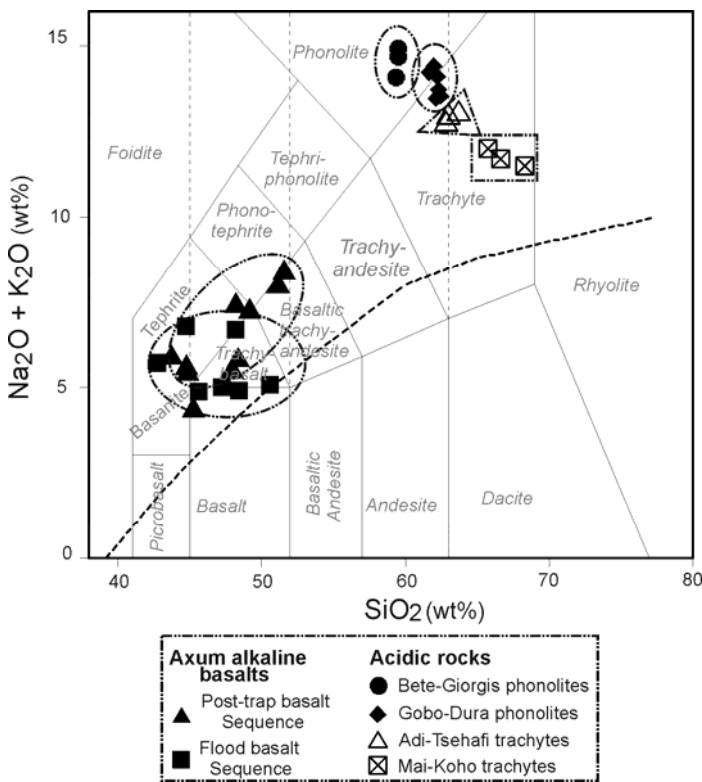 15
10
5
0
Na2O + K2O (wt%)
Phonolite
Foidite
Tephri-
phonolite
Phono-
tephrite
Trachyte
Trachy-
andesite
Rhyolite
Tephrite
Basaltic
trachy-
andesite
Trachy-
basalt
Basanite
Picrobasalt
Basalt
Basaltic
Andesite
Andesite
Dacite
40
50
60
70
80
SiO2 (wt%)
Axum alkaline
basalts
Post-trap basalt
Sequence
Flood basalt
Sequence
Acidic rocks
Bete-Giorgis phonolites
Gobo-Dura phonolites
Adi-Tsehafi trachytes
Mai-Koho trachytes